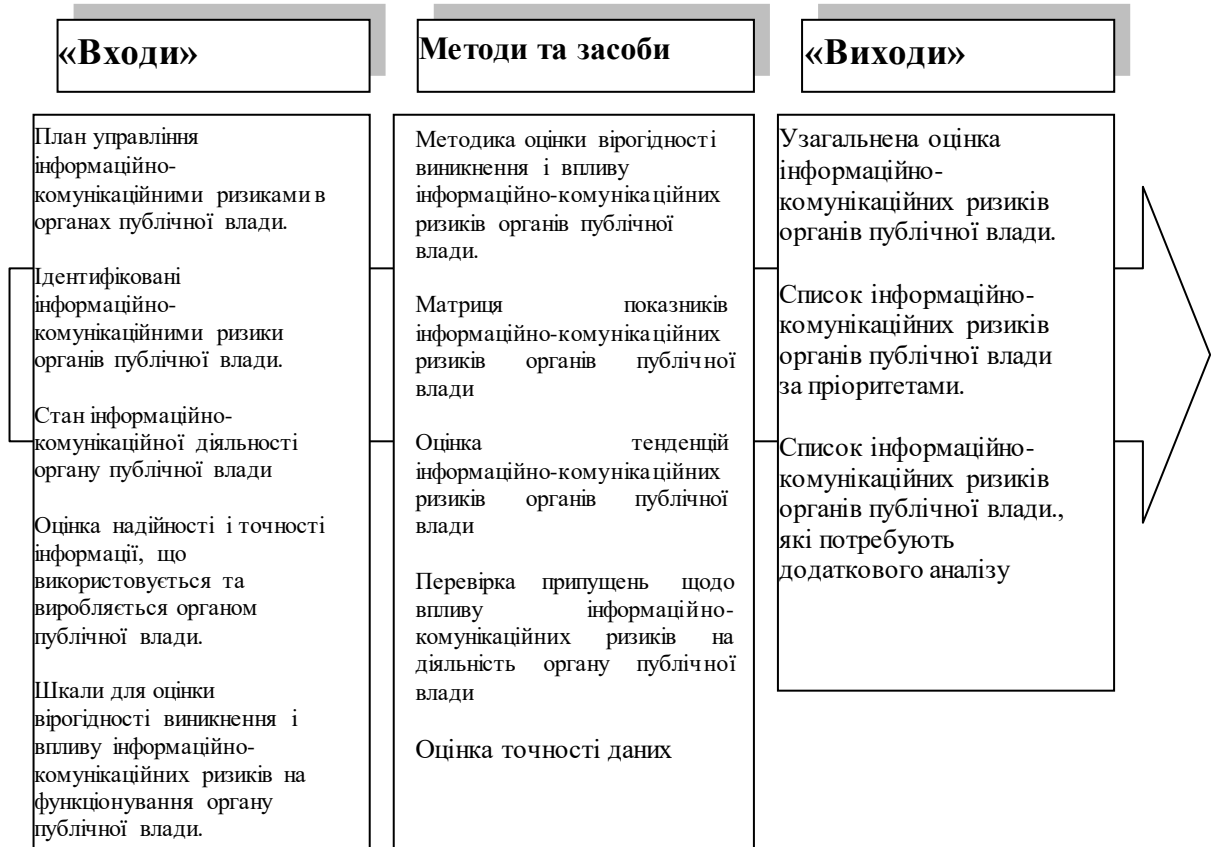 «Входи»
План управління
інформаційно-
комунікаційними ризиками в
органах публічної влади.
Ідентифіковані
інформаційно-
комунікаційними ризики
органів публічної влади.
Стан інформаційно-
комунікаційної діяльності
органу публічної влади
Оцінка надійності і точності
інформації, що
використовується та
виробляється органом
публічної влади.
Шкали для оцінки
вірогідності виникнення і
впливу інформаційно-
комунікаційних ризиків на
функціонування органу
публічної влади.
Методи та засоби
Методика оцінки вірогідності
виникнення і впливу
інформаційно-комунікаційних
ризиків органів публічної
влади.
Матриця показників
інформаційно-комунікаційних
ризиків органів публічної
влади
Оцінка тенденцій
інформаційно-комунікаційних
ризиків органів публічної
влади
Перевірка припущень щодо
впливу інформаційно-
комунікаційних ризиків на
діяльність органу публічної
влади
Оцінка точності даних
«Виходи»
Узагальнена оцінка
інформаційно-
комунікаційних ризиків
органів публічної влади.
Список інформаційно-
комунікаційних ризиків
органів публічної влади
за пріоритетами.
Список інформаційно-
комунікаційних ризиків
органів публічної влади.,
які потребують
додаткового аналізу